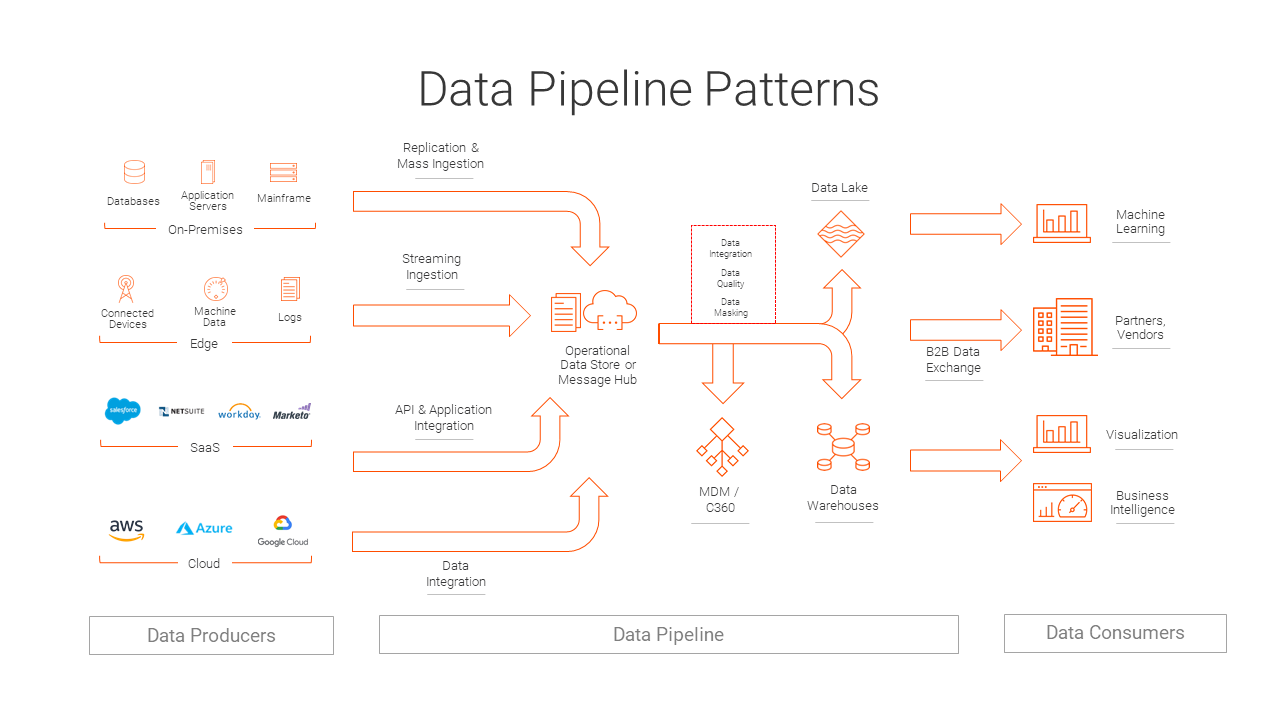 Data Pipeline Patterns
Databases
Application
Servers
Mainframe
On-Premises
Connected
Devices
Machine
Data
Logs
Edge
salesforce
NETSUITE
workday.
Marketo
SaaS
aws
Azure
Google Cloud
Cloud
Replication &
Mass Ingestion
Streaming
Ingestion
API & Application
Integration
Data
Integration
Operational
Data Store or
Message Hub
Data
Integration
Data
Quality
Data
Masking
Data Lake
MDM /
C360
Data
Warehouses
B2B Data
Exchange
Machine
Learning
Partners,
Vendors
Visualization
Business
Intelligence
Data Producers
Data Pipeline
Data Consumers